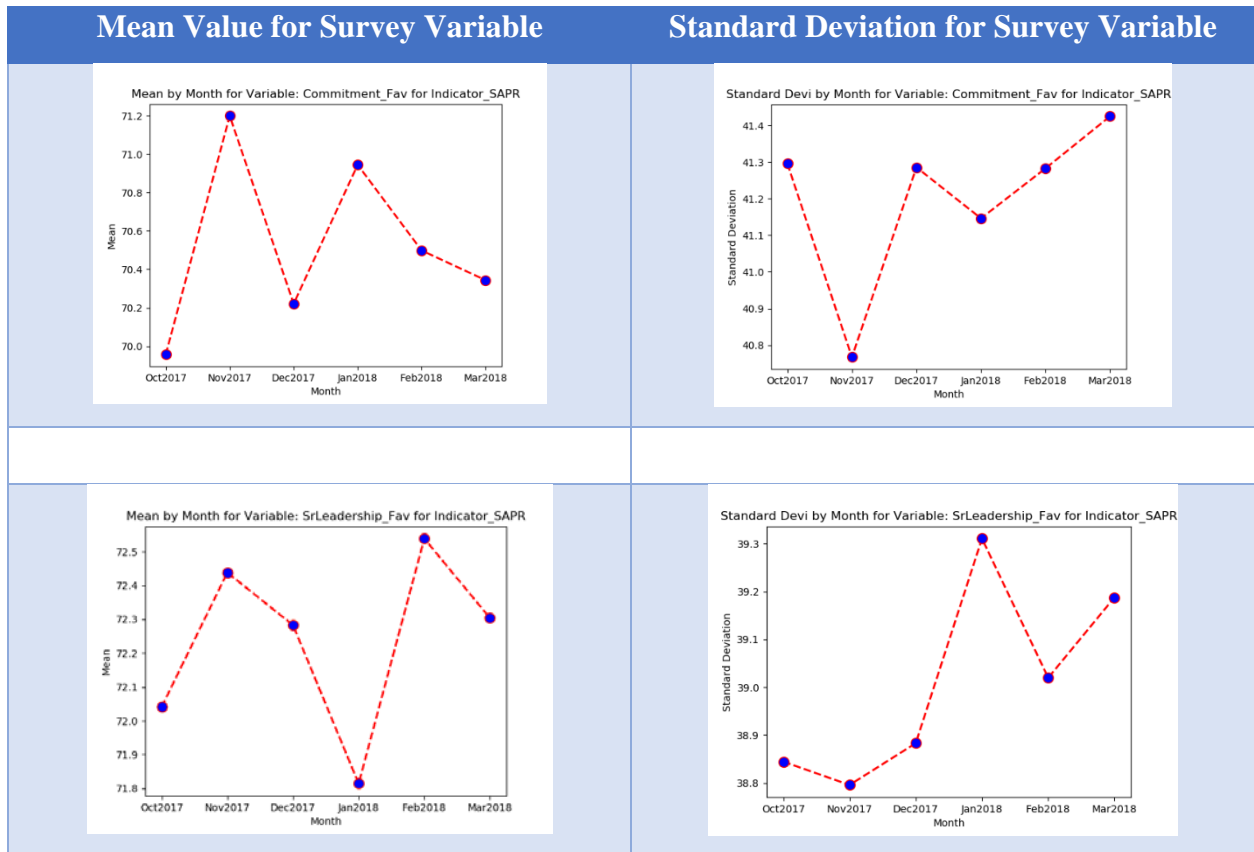 Mean Value for Survey Variable
Standard Deviation for Survey Variable
Mean by Month for Variable: Commitment_Fav for Indicator_SAPR
71.2
71.0
70.8
70.6
70.4
70.2
70.0
Mean
Oct2017 Nov2017 Dec2017 Jan2018 Feb2018 Mar2018
Month
Standard Devi by Month for Variable: Commitment_Fav for Indicator_SAPR
41.4
41.3
41.2
41.1
41.0
40.9
40.8
Standard Deviation
Oct2017 Nov2017 Dec2017 Jan2018 Feb2018 Mar2018
Month
Mean by Month for Variable: SrLeadership_Fav for Indicator_SAPR
72.5
72.4
72.3
72.2
72.1
72.0
71.9
71.8
Mean
Oct2017 Nov2017 Dec2017 Jan2018 Feb2018 Mar2018
Month
Standard Devi by Month for Variable: SrLeadership_Fav for Indicator_SAPR
39.3
39.2
39.1
39.0
38.9
38.8
Standard Deviation
Oct2017 Nov2017 Dec2017 Jan2018 Feb2018 Mar2018
Month